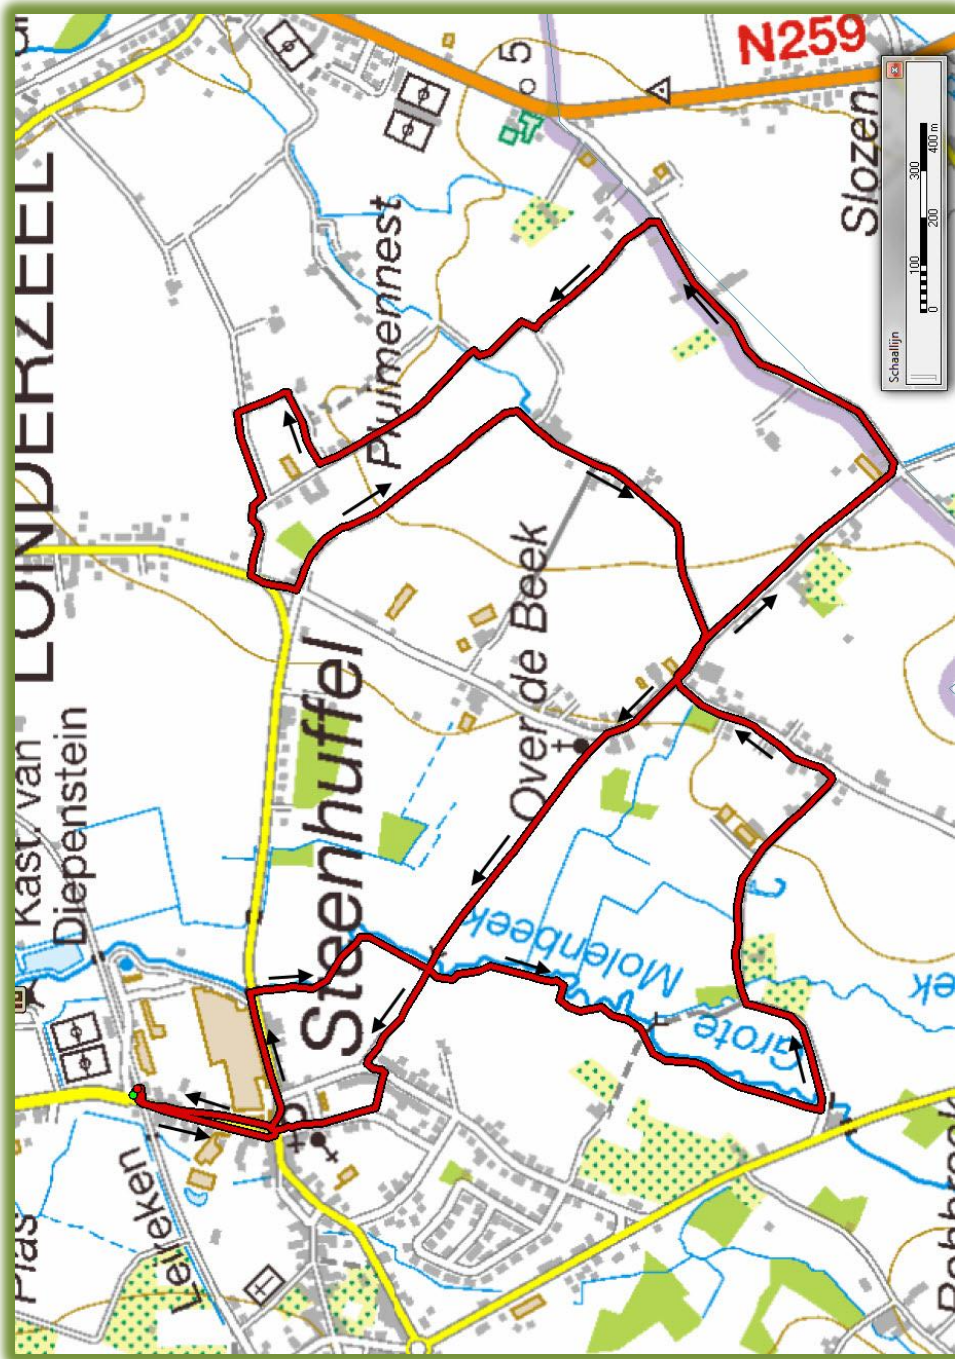 LONDERZEEL
N259
5
Slozen
Pluimennest
Schaallijn
0
100
200
300
400 m
Kast. van
Diepenstein
Steenhuffel
Over de Beek
Grote
Molenbeek
Leireken